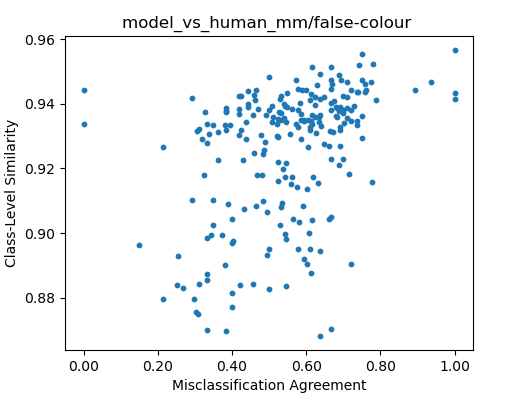 model_vs_human_mm/false-colour
Class-Level Similarity
0.96
0.94
0.92
0.90
0.88
0.00 0.20 0.40 0.60 0.80 1.00
Misclassification Agreement